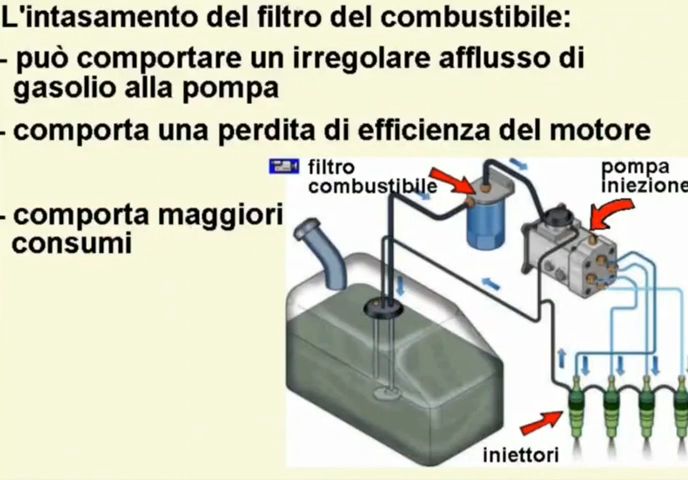 L'intasamento del filtro del combustibile:
- può comportare un irregolare afflusso di
gasolio alla pompa
- comporta una perdita di efficienza del motore
- comporta maggiori
consumi
filtro
combustibile
pompa
iniezione
iniettori